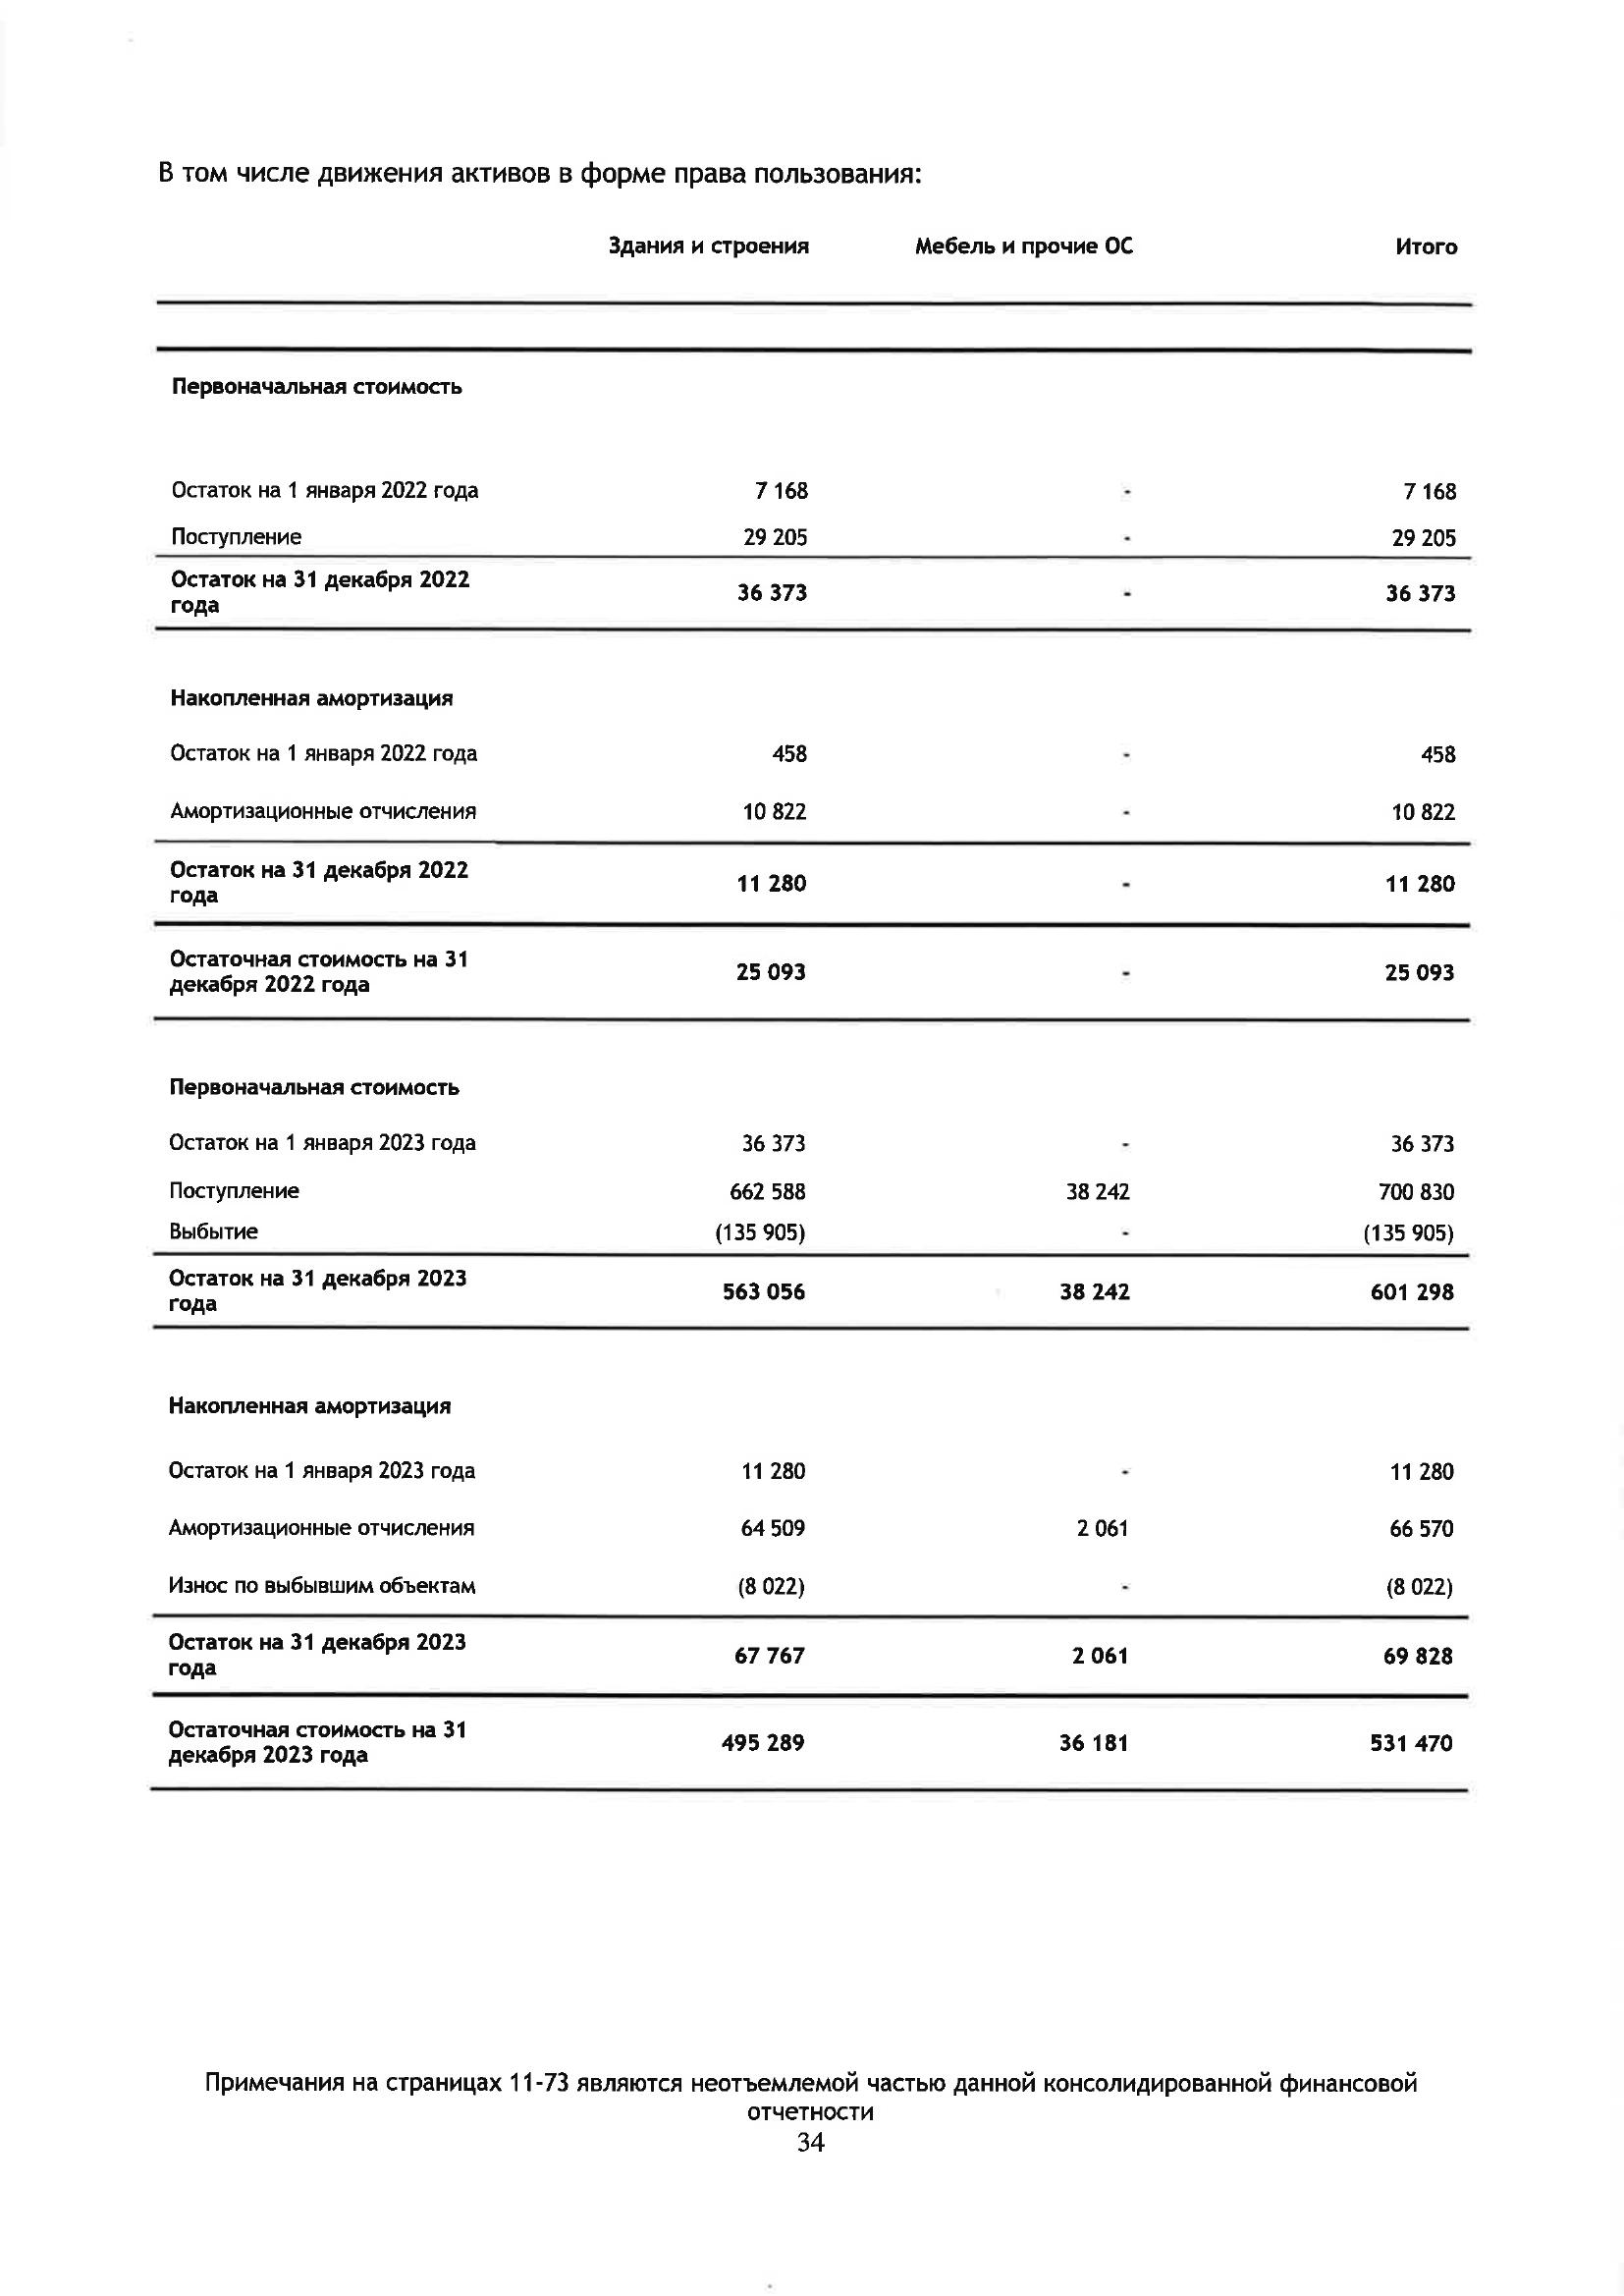 В том числе движения активов в форме права пользования:
Здания и строения Мебель и прочие ОС Итого
Первоначальная стоимость
Остаток на 1 января 2022 года 7 168 - 7 168
Поступление 29 205 - 29 205
Остаток на 31 декабря 2022
года 36 373 - 36 373
Накопленная амортизация
Остаток на 1 января 2022 года 458 - 458
Амортизационные отчисления 10 822 - 10 822
Остаток на 31 декабря 2022
года 11 280 - 11 280
Остаточная стоимость на 31
декабря 2022 года 25 093 - 25 093
Первоначальная стоимость
Остаток на 1 января 2023 года 36 373 - 36 373
Поступление 662 588 38 242 700 830
Выбытие (135 905) - (135 905)
Остаток на 31 декабря 2023
года 563 056 38 242 601 298
Накопленная амортизация
Остаток на 1 января 2023 года 11 280 - 11 280
Амортизационные отчисления 64 509 2 061 66 570
Износ по выбывшим объектам (8 022) - (8 022)
Остаток на 31 декабря 2023
года 67 767 2 061 69 828
Остаточная стоимость на 31
декабря 2023 года 495 289 36 181 531 470
Примечания на страницах 11-73 являются неотъемлемой частью данной консолидированной финансовой
отчетности
34